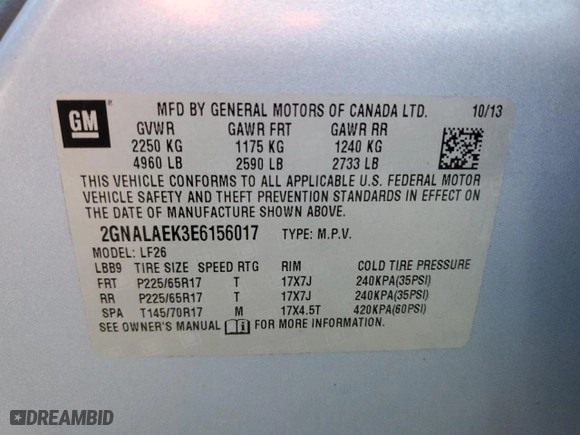 GM
MFD BY GENERAL MOTORS OF CANADA LTD. 10/13
GVWR GAWR FRT GAWR RR
2250 KG 1175 KG 1240 KG
4960 LB 2590 LB 2733 LB
THIS VEHICLE CONFORMS TO ALL APPLICABLE U.S. FEDERAL MOTOR
VEHICLE SAFETY AND THEFT PREVENTION STANDARDS IN EFFECT ON
THE DATE OF MANUFACTURE SHOWN ABOVE.
2GNALAEK3E6156017 TYPE: M.P.V.
MODEL: LF26
LBB9 TIRE SIZE SPEED RTG RIM COLD TIRE PRESSURE
FRT P225/65R17 T 17X7J 240KPA(35PSI)
RR P225/65R17 T 17X7J 240KPA(35PSI)
SPA T145/70R17 M 17X4.5T 420KPA(60PSI)
SEE OWNER'S MANUAL FOR MORE INFORMATION.
DREAMBID